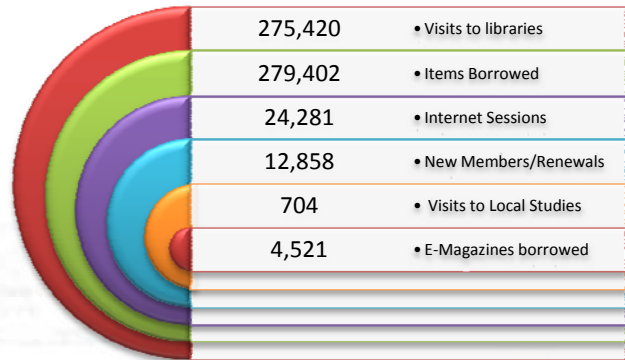 275,420 • Visits to libraries
279,402 • Items Borrowed
24,281 • Internet Sessions
12,858 • New Members/Renewals
704 • Visits to Local Studies
4,521 • E-Magazines borrowed